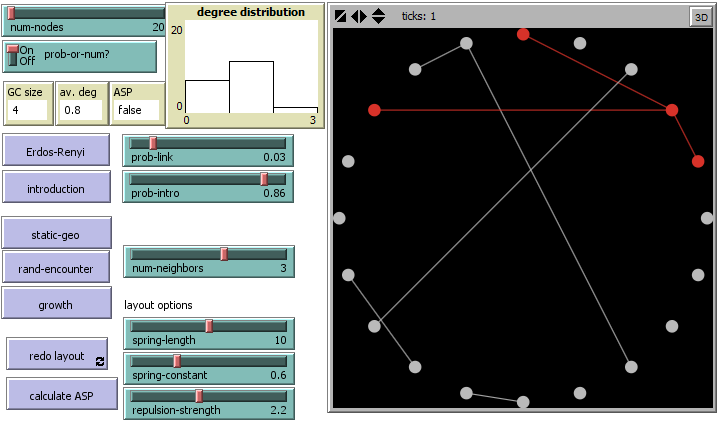 num-nodes 20
On
Off
prob-or-num?
GC size
4
av. deg
0.8
ASP
false
degree distribution
20
0
0 3
Erdos-Renyi
introduction
prob-link 0.03
prob-intro 0.86
static-geo
rand-encounter
growth
num-neighbors 3
layout options
spring-length 10
spring-constant 0.6
repulsion-strength 2.2
redo layout
calculate ASP
ticks: 1
3D